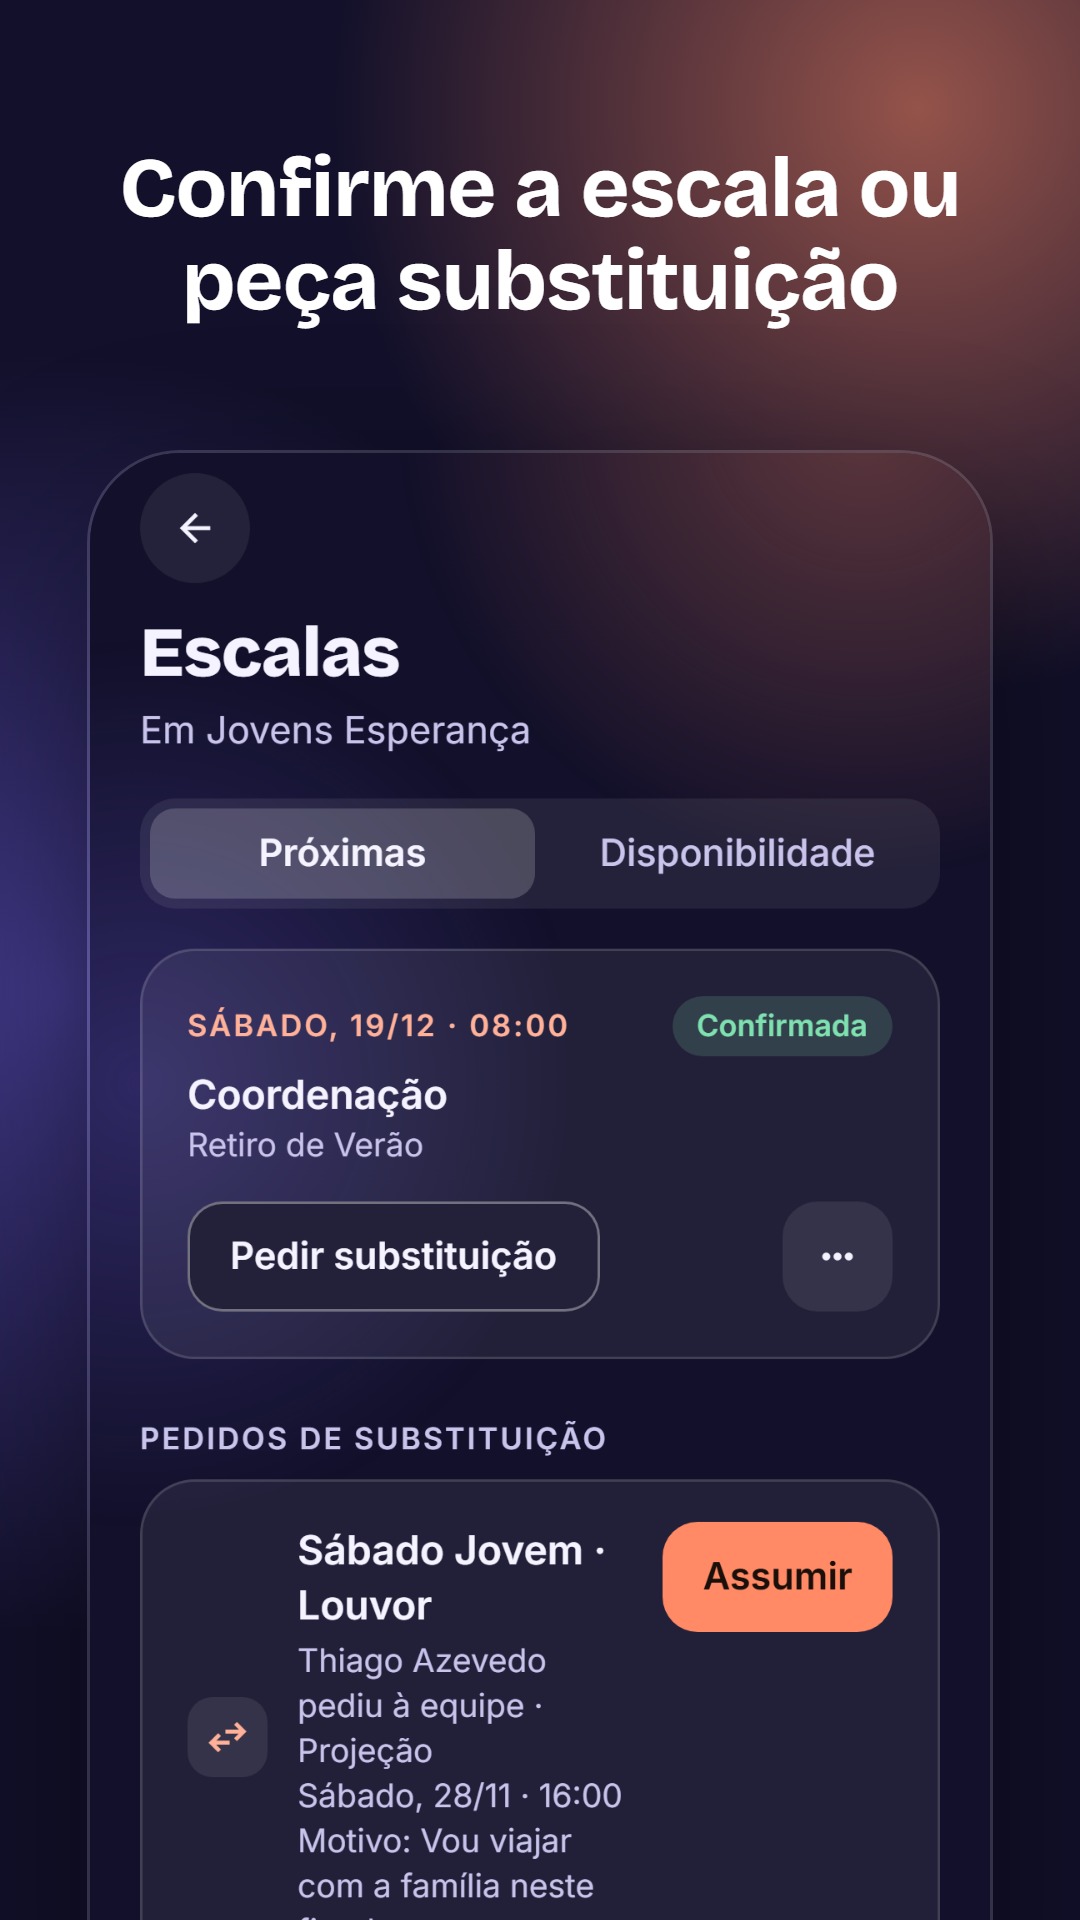 Confirme a escala ou
peça substituição
Escalas
Em Jovens Esperança
Próximas
Disponibilidade
SÁBADO, 19/12 · 08:00
Confirmada
Coordenação
Retiro de Verão
Pedir substituição
PEDIDOS DE SUBSTITUIÇÃO
Sábado Jovem ·
Louvor
Assumir
Thiago Azevedo
pediu à equipe ·
Projeção
Sábado, 28/11 · 16:00
Motivo: Vou viajar
com a família neste